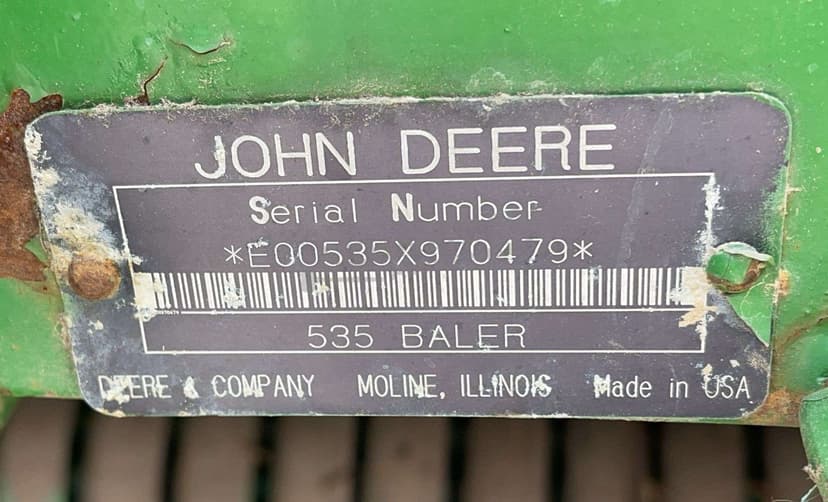 JOHN DEERE
Serial Number
*E00535X970479*
535 BALER
DEERE & COMPANY MOLINE, ILLINOIS Made in USA